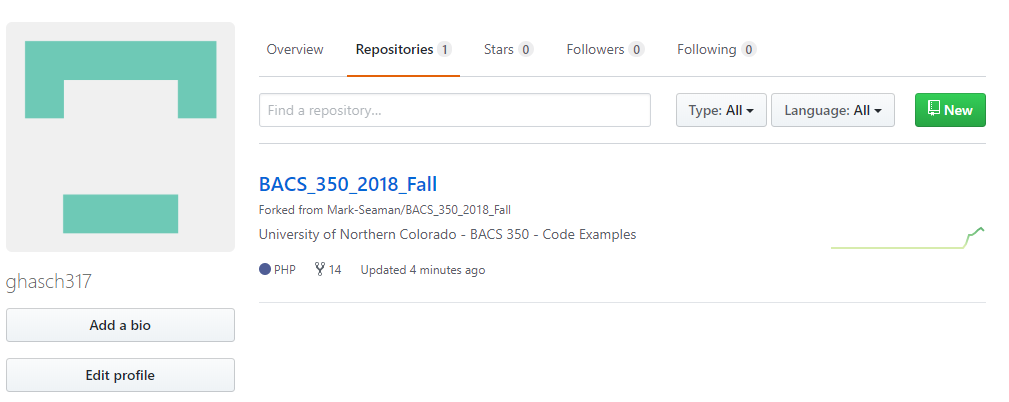 Overview Repositories 1 Stars 0 Followers 0 Following 0
Find a repository... Type: All Language: All New
BACS_350_2018_Fall
Forked from Mark-Seaman/BACS_350_2018_Fall
University of Northern Colorado - BACS 350 - Code Examples
PHP 14 Updated 4 minutes ago
ghasch317
Add a bio
Edit profile